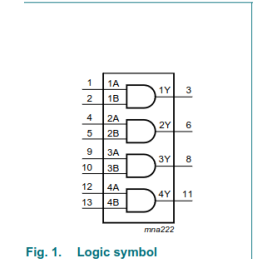 1 1A 1Y 3
2 1B
4 2A 2Y 6
5 2B
9 3A 3Y 8
10 3B
12 4A 4Y 11
13 4B
mna222
Fig. 1. Logic symbol